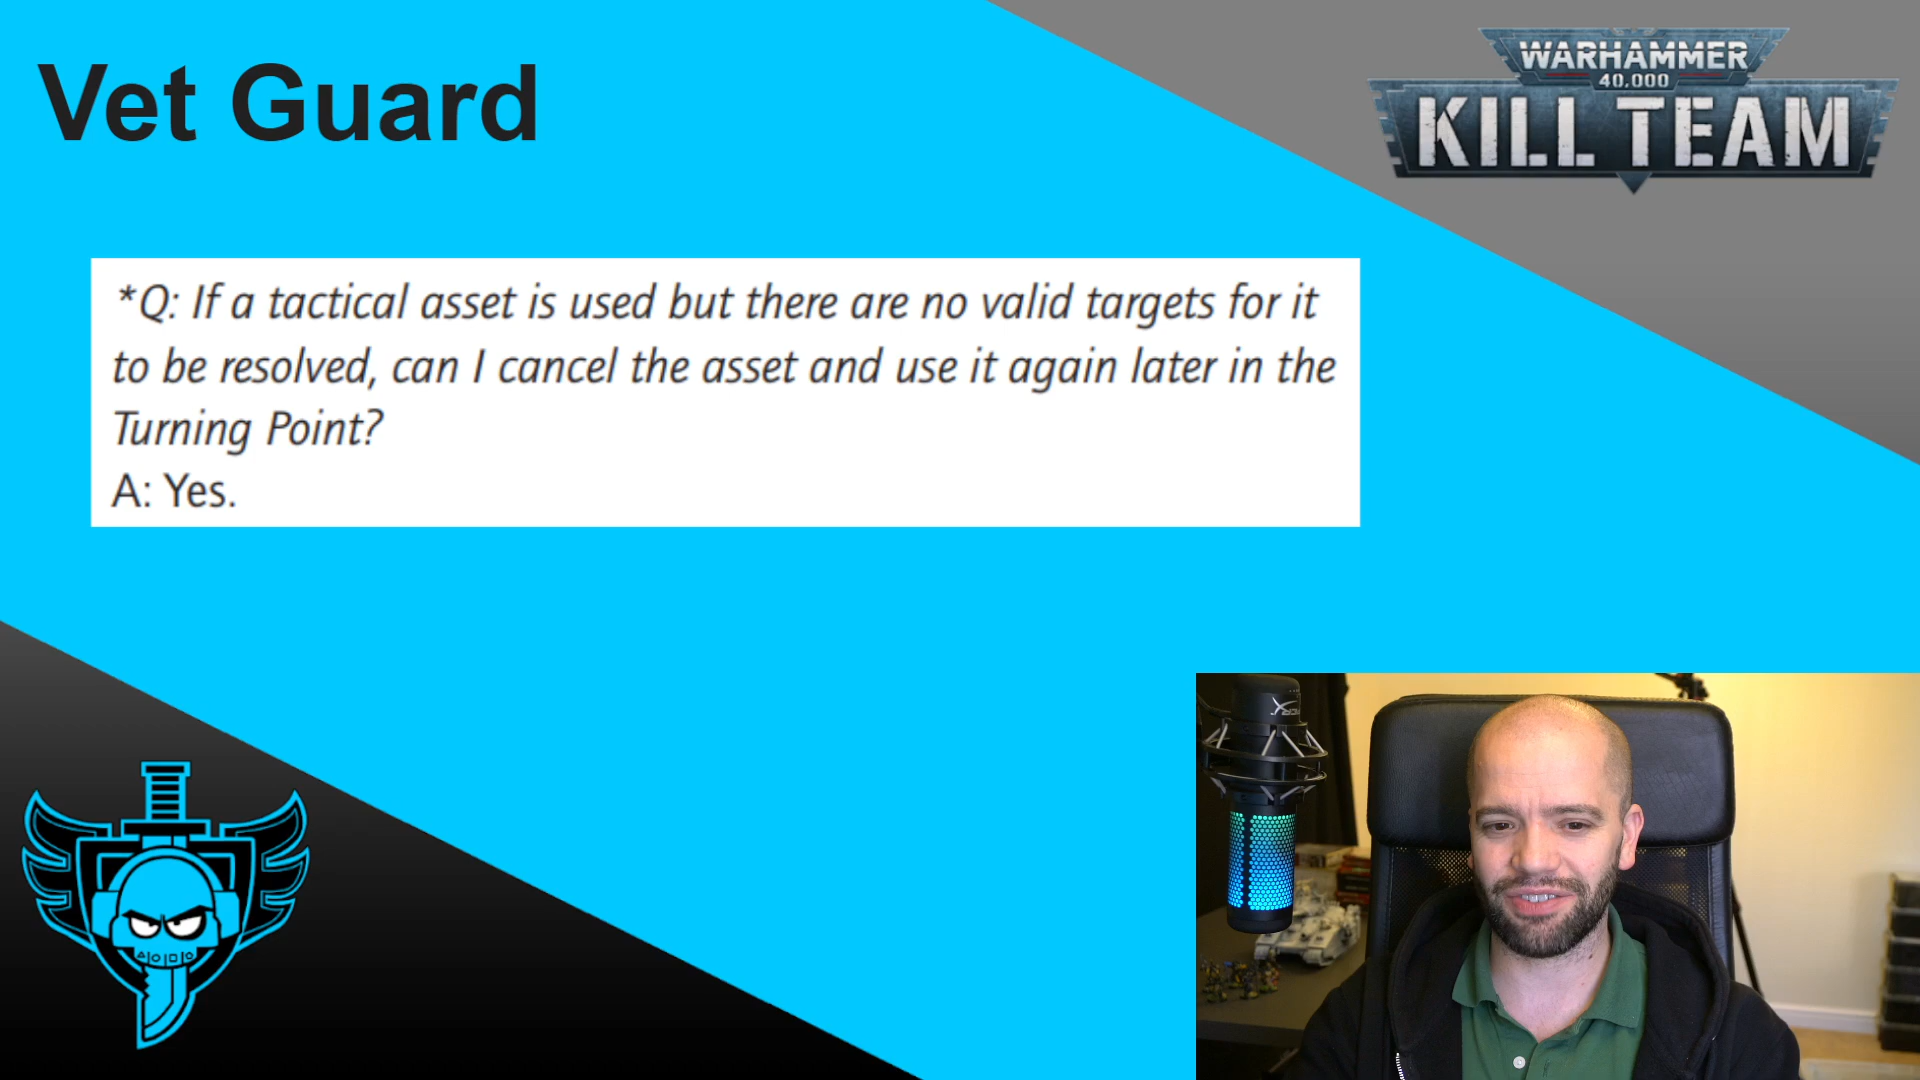 Vet Guard
WARHAMMER
40,000
KILL TEAM
*Q: If a tactical asset is used but there are no valid targets for it
to be resolved, can I cancel the asset and use it again later in the
Turning Point?
A: Yes.